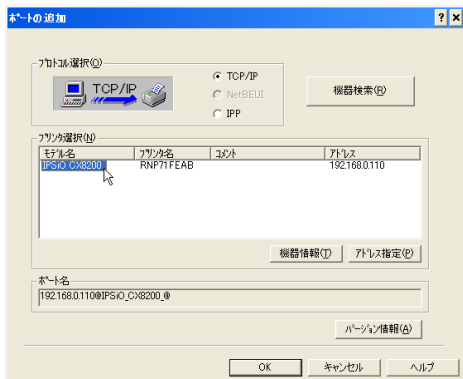 ﾎﾟｰﾄの追加
ﾌﾟﾛﾄｺﾙ選択(O)
TCP/IP
TCP/IP
NetBEUI
IPP
機器検索(R)
ﾌﾟﾘﾝﾀ選択(N)
ﾓﾃﾞﾙ名 ﾌﾟﾘﾝﾀ名 ｺﾒﾝﾄ ｱﾄﾞﾚｽ
IPSiO CX8200 RNP71FEAB 192.168.0.110
機器情報(T) ｱﾄﾞﾚｽ指定(P)
ﾎﾟｰﾄ名
192.168.0.110@IPSiO_CX8200_@
ﾊﾞｰｼﾞｮﾝ情報(A)
OK ｷｬﾝｾﾙ ﾍﾙﾌﾟ